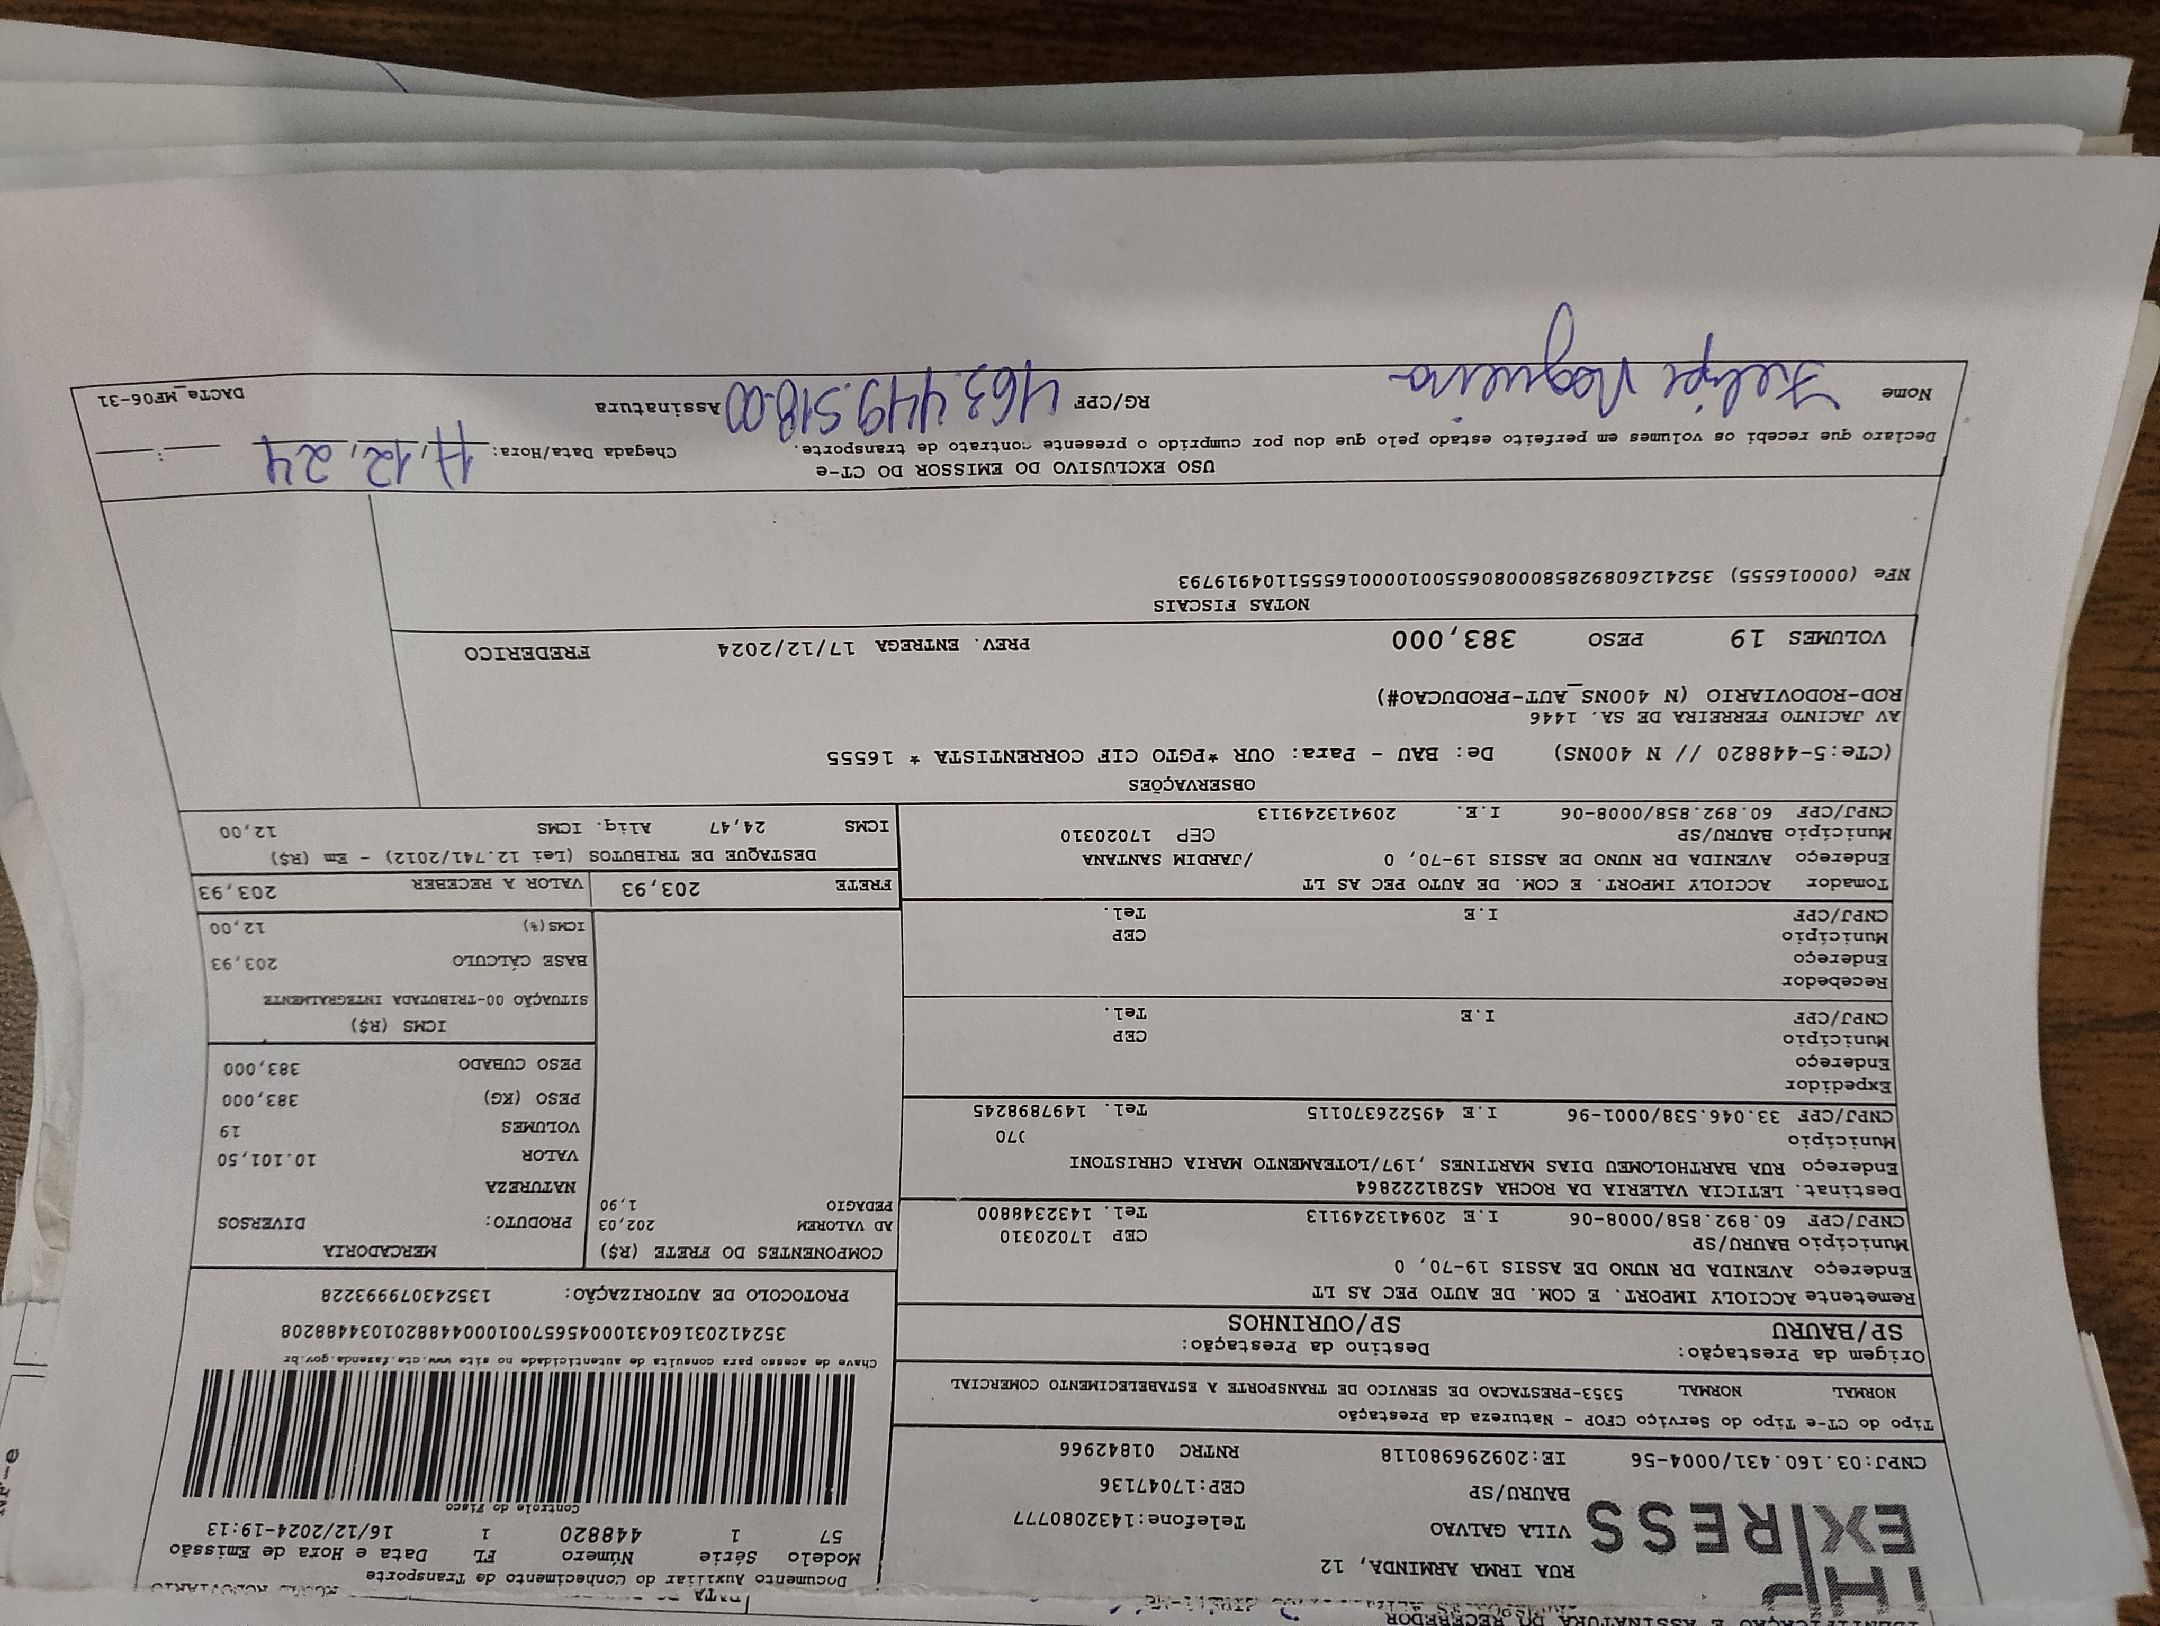 IDENTIFICAÇÃO E ASSINATURA DO RECEBEDOR
EXPRESS
RUA IRMA ARMINDA, 12
VILA GALVAO Telefone:1432080777
BAURU/SP CEP:17047136
CNPJ:03.160.431/0004-56 IE:209296980118 RNTRC 01842966
Documento Auxiliar do Conhecimento de Transporte
Modelo Série Número FL Data e Hora de Emissão
57 1 448820 1 16/12/2024-19:13
Controle do Fisco
Tipo do CT-e Tipo do Serviço CFOP - Natureza da Prestação
NORMAL NORMAL 5353-PRESTACAO DE SERVICO DE TRANSPORTE A ESTABELECIMENTO COMERCIAL
Origem da Prestação: Destino da Prestação:
SP/BAURU SP/OURINHOS
Chave de acesso para consulta de autenticidade no site www.cte.fazenda.gov.br
35241203160431000456570010004488201034488208
PROTOCOLO DE AUTORIZAÇÃO: 135243079993228
Remetente ACCIOLY IMPORT. E COM. DE AUTO PEC AS LT
Endereço AVENIDA DR NUNO DE ASSIS 19-70, 0
Município BAURU/SP CEP 17020310
CNPJ/CPF 60.892.858/0008-06 I.E 209413249113 Tel. 1432348800
Destinat. LETICIA VALERIA DA ROCHA 45281222864
Endereço RUA BARTHOLOMEU DIAS MARTINES ,197/LOTEAMENTO MARIA CHRISTONI
Município 070
CNPJ/CPF 33.046.538/0001-96 I.E 495226370115 Tel. 1497898245
Expedidor
Endereço
Município CEP
CNPJ/CPF I.E Tel.
Recebedor
Endereço
Município CEP
CNPJ/CPF I.E Tel.
Tomador ACCIOLY IMPORT. E COM. DE AUTO PEC AS LT
Endereço AVENIDA DR NUNO DE ASSIS 19-70, 0 /JARDIM SANTANA
Município BAURU/SP CEP 17020310
CNPJ/CPF 60.892.858/0008-06 I.E. 209413249113
COMPONENTES DO FRETE (R$)
AD VALOREM 202,03
PEDAGIO 1,90
MERCADORIA
PRODUTO: DIVERSOS
NATUREZA
VALOR 10.101,50
VOLUMES 19
PESO (KG) 383,000
PESO CUBADO 383,000
ICMS (R$)
SITUAÇÃO 00-TRIBUTADA INTEGRALMENTE
BASE CÁLCULO 203,93
ICMS(%) 12,00
FRETE 203,93 VALOR A RECEBER 203,93
DESTAQUE DE TRIBUTOS (Lei 12.741/2012) - Em (R$)
ICMS 24,47 Aliq. ICMS 12,00
OBSERVAÇÕES
(CTe:5-448820 // N 400NS) De: BAU - Para: OUR *PGTO CIF CORRENTISTA * 16555
AV JACINTO FERREIRA DE SA, 1446
ROD-RODOVIARIO (N 400NS_AUT-PRODUCAO#)
VOLUMES 19 PESO 383,000 PREV. ENTREGA 17/12/2024 FREDERICO
NOTAS FISCAIS
NFe (000016555) 35241260892858000806550010000165551104919793
USO EXCLUSIVO DO EMISSOR DO CT-e
Declaro que recebi os volumes em perfeito estado pelo que dou por cumprido o presente contrato de transporte. Chegada Data/Hora: 17,12,24
Nome Felipe Nogueira RG/CPF 463.449.518.00 Assinatura DACTe_MF06-31